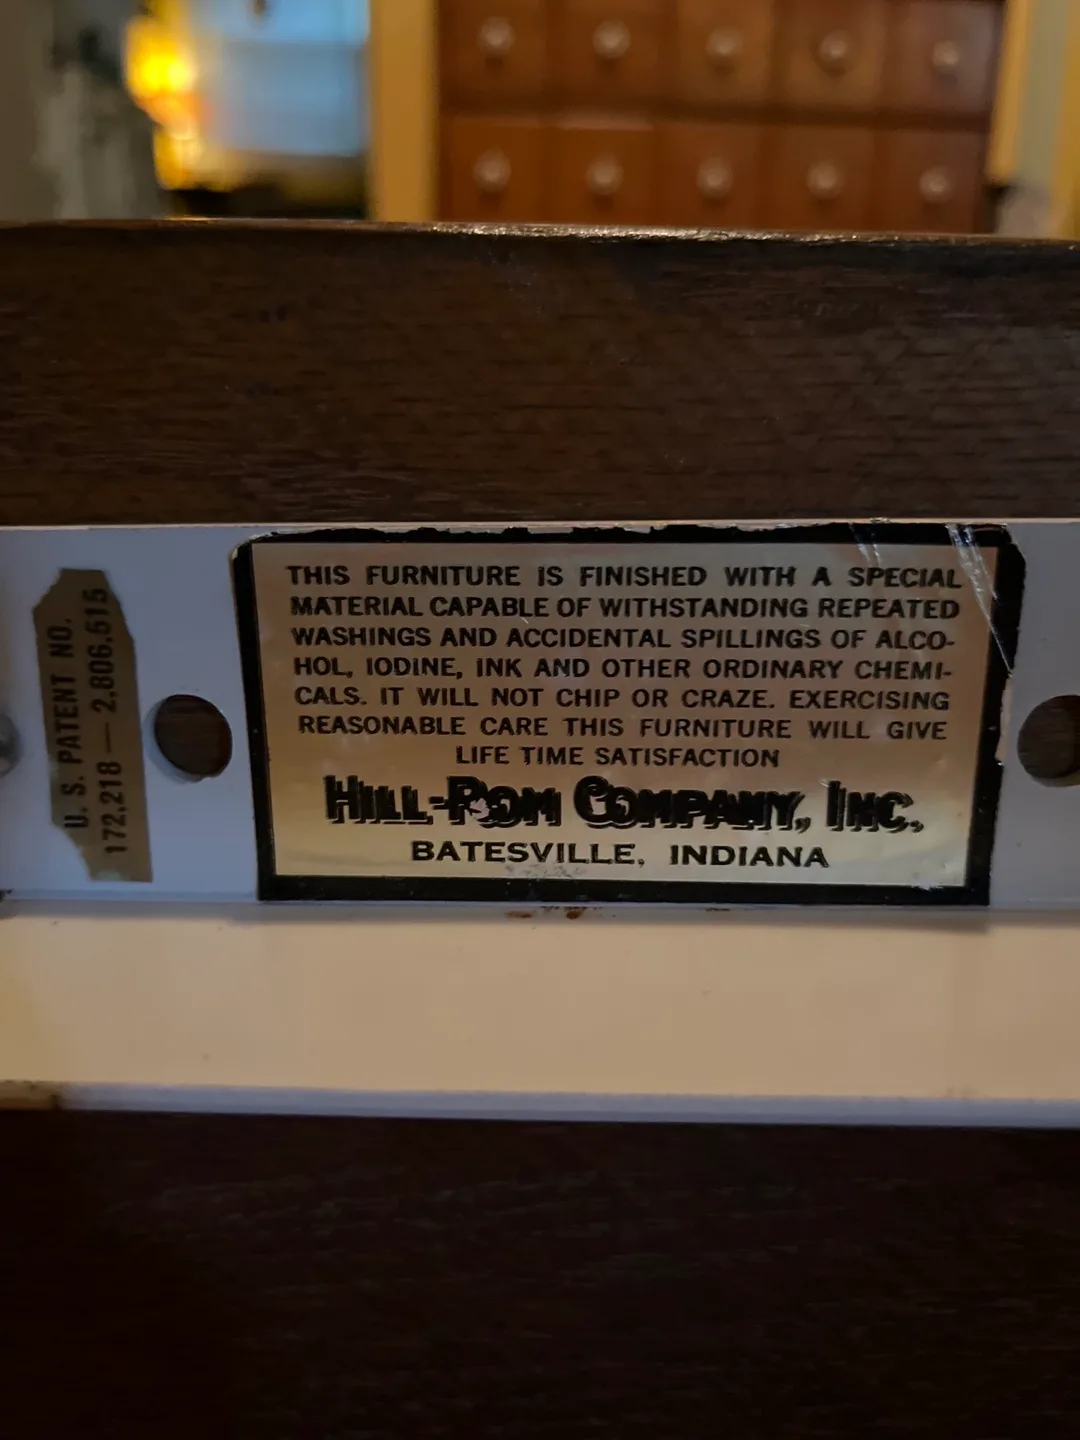 U. S. PATENT NO.
172,218 — 2,806,515
THIS FURNITURE IS FINISHED WITH A SPECIAL
MATERIAL CAPABLE OF WITHSTANDING REPEATED
WASHINGS AND ACCIDENTAL SPILLINGS OF ALCO-
HOL, IODINE, INK AND OTHER ORDINARY CHEMI-
CALS. IT WILL NOT CHIP OR CRAZE. EXERCISING
REASONABLE CARE THIS FURNITURE WILL GIVE
LIFE TIME SATISFACTION
HILL-ROM COMPANY, INC.
BATESVILLE, INDIANA